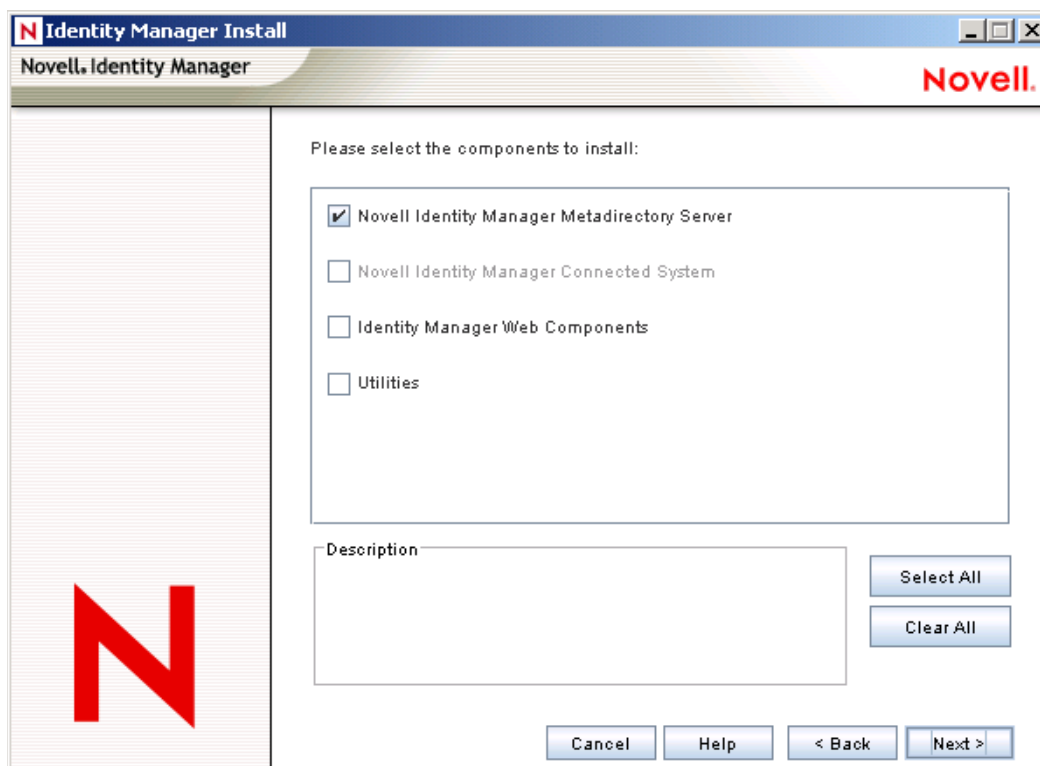 N Identity Manager Install
Novell. Identity Manager
Novell.
Please select the components to install:
Novell Identity Manager Metadirectory Server
Novell Identity Manager Connected System
Identity Manager Web Components
Utilities
Description
Select All
Clear All
N
Cancel
Help
< Back
Next >